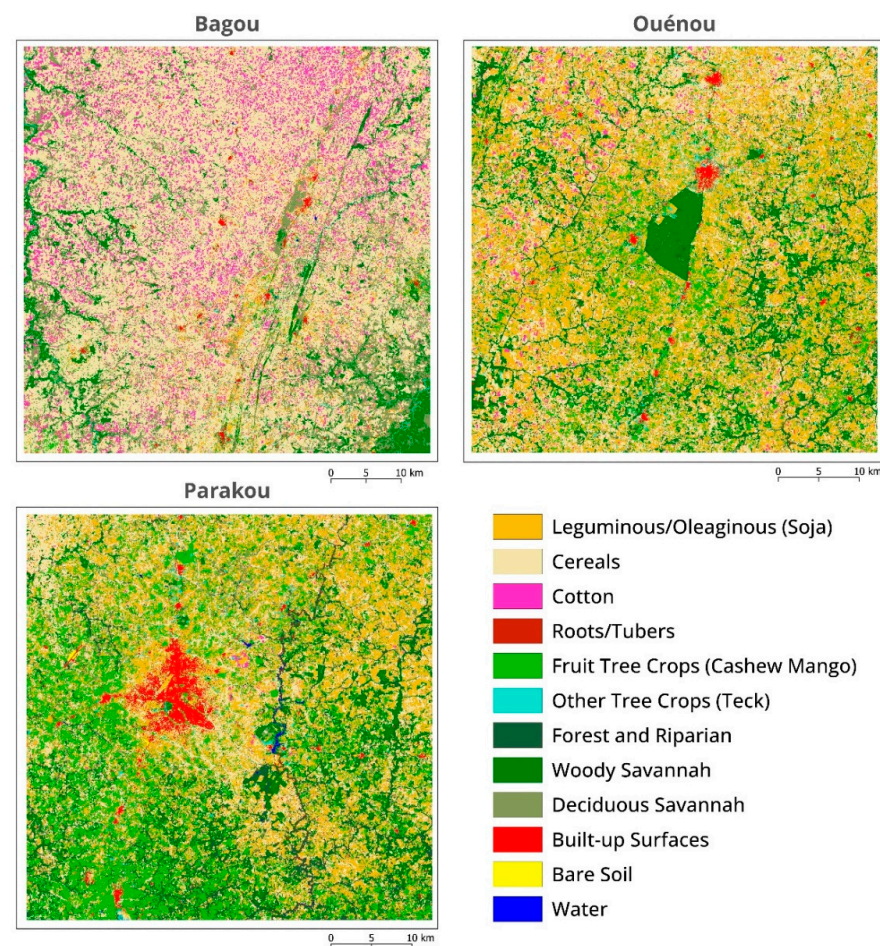 Bagou
Ouénou
0 5 10 km
0 5 10 km
Parakou
Leguminous/Oleaginous (Soja)
Cereals
Cotton
Roots/Tubers
Fruit Tree Crops (Cashew Mango)
Other Tree Crops (Teck)
Forest and Riparian
Woody Savannah
Deciduous Savannah
Built-up Surfaces
Bare Soil
Water
0 5 10 km